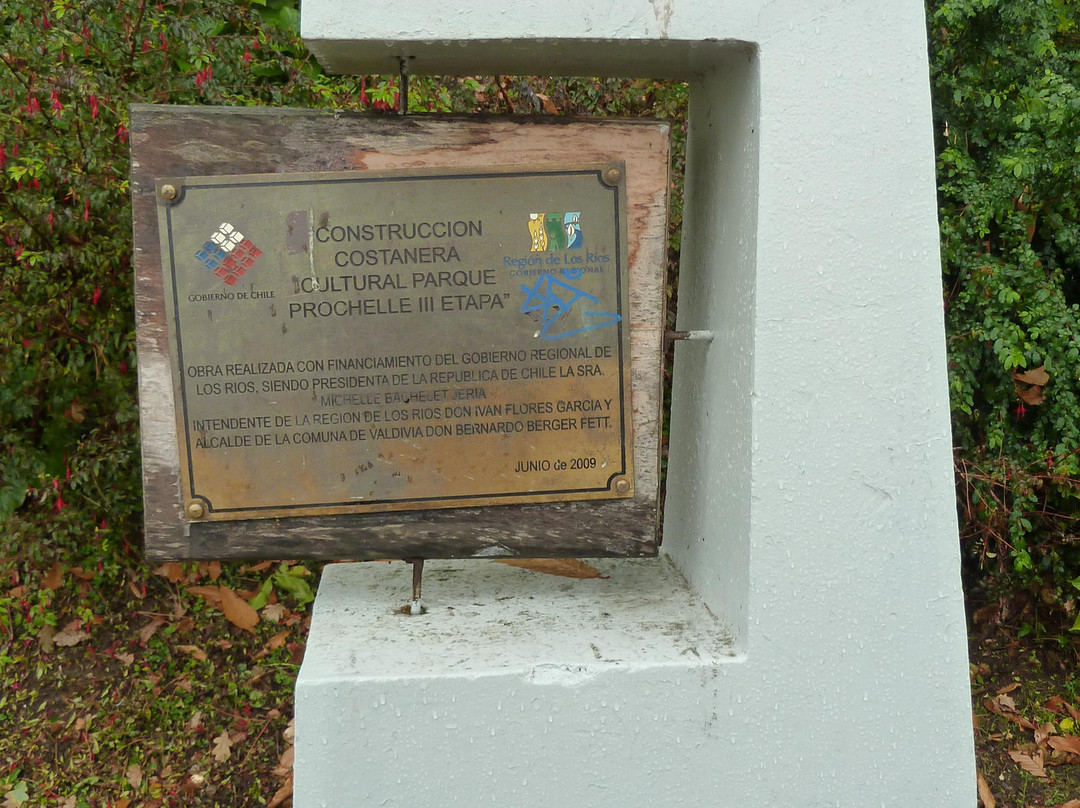 GOBIERNO DE CHILE
"CONSTRUCCION
COSTANERA
CULTURAL PARQUE
PROCHELLE III ETAPA"
Región de Los Ríos
GOBIERNO REGIONAL
OBRA REALIZADA CON FINANCIAMIENTO DEL GOBIERNO REGIONAL DE
LOS RIOS, SIENDO PRESIDENTA DE LA REPUBLICA DE CHILE LA SRA.
MICHELLE BACHELET JERIA
INTENDENTE DE LA REGION DE LOS RIOS DON IVAN FLORES GARCIA Y
ALCALDE DE LA COMUNA DE VALDIVIA DON BERNARDO BERGER FETT.
JUNIO de 2009